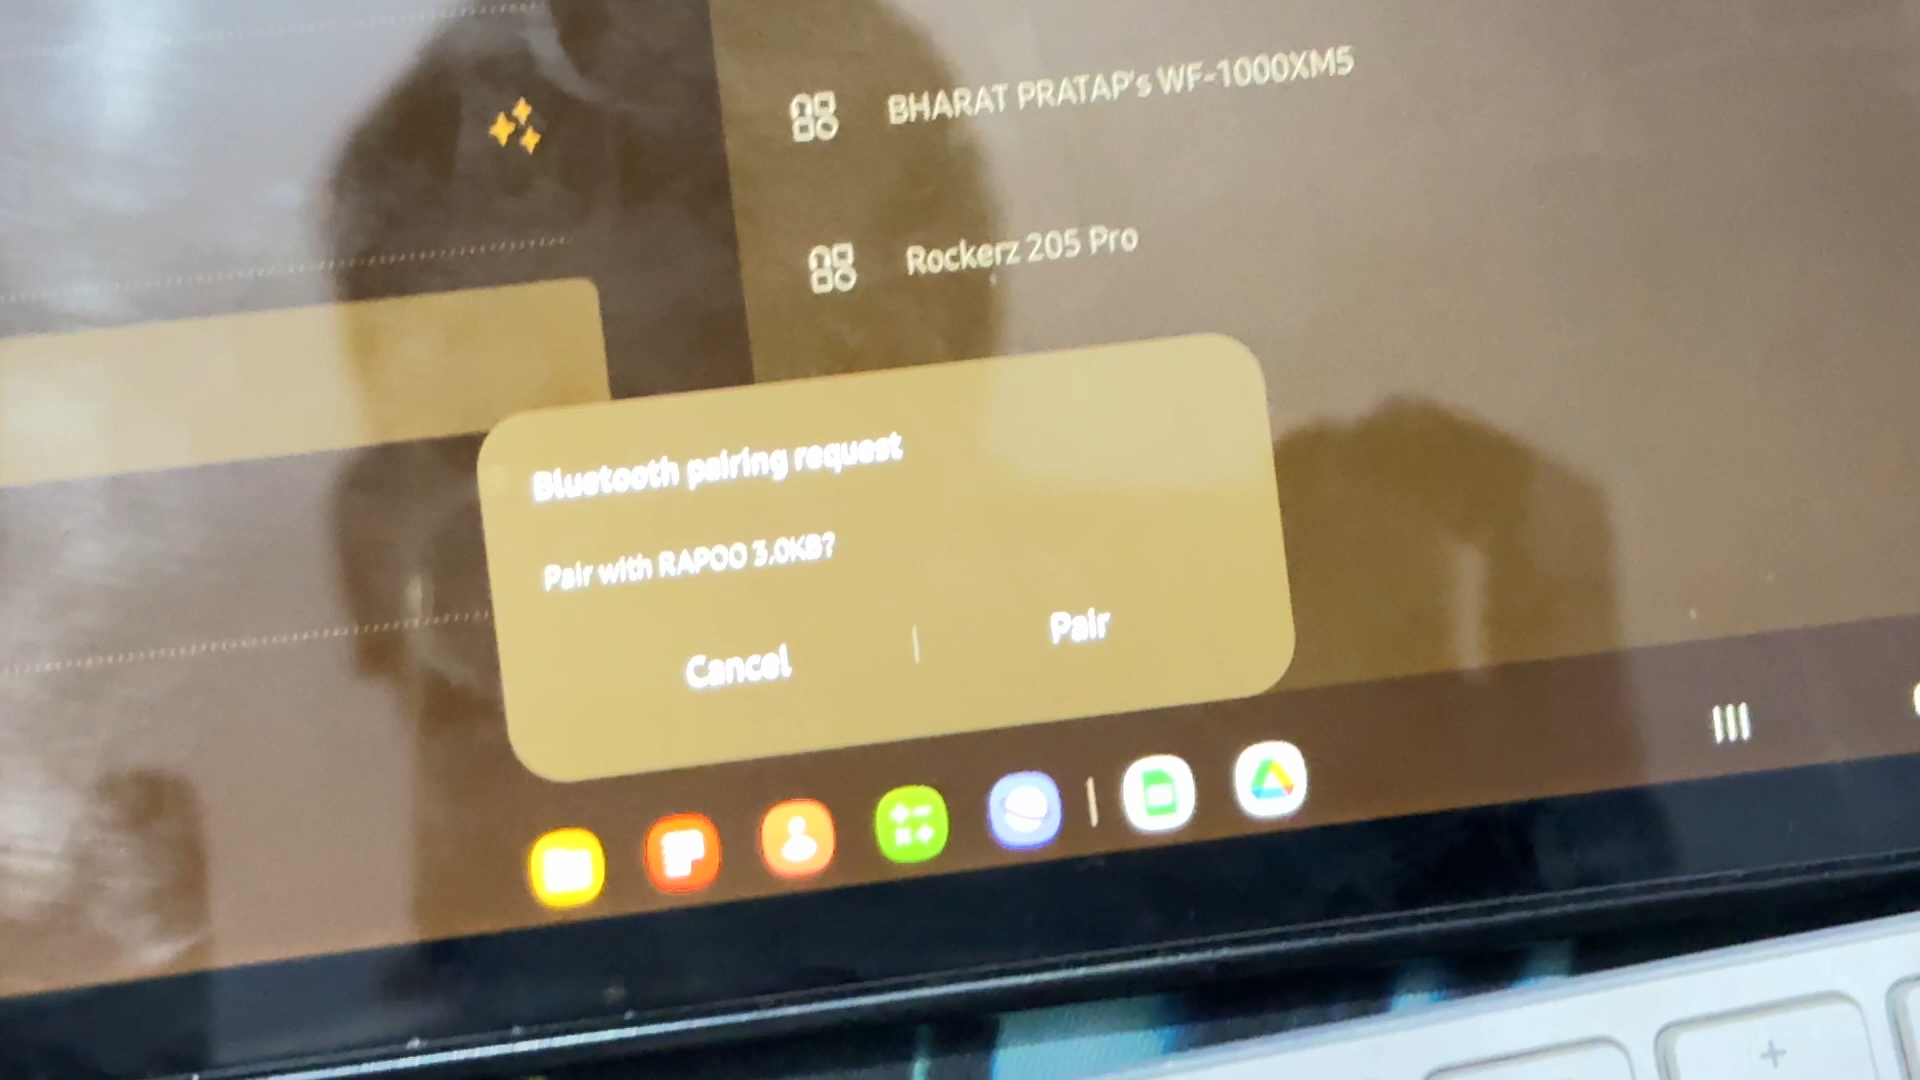 BHARAT PRATAP's WF-1000XM5
Rockerz 205 Pro
Bluetooth pairing request
Pair with RAPOO 3.0KB?
Cancel
Pair